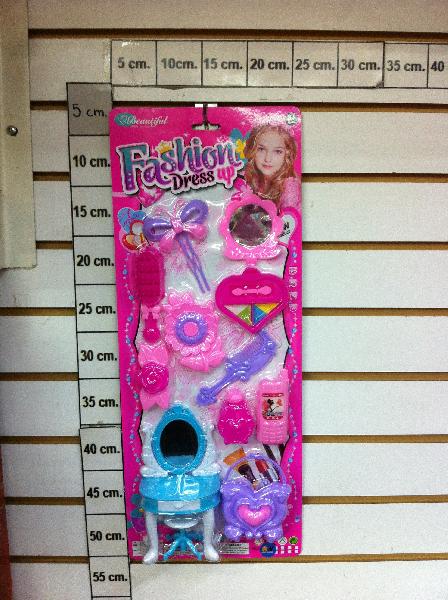 5 cm. 10cm. 15 cm. 20 cm. 25 cm. 30 cm. 35 cm. 40
5 cm.
10 cm.
15 cm.
20 cm.
25 cm.
30 cm.
35 cm.
40 cm.
45 cm.
50 cm.
55 cm.
Beautiful
Fashion
Dress up